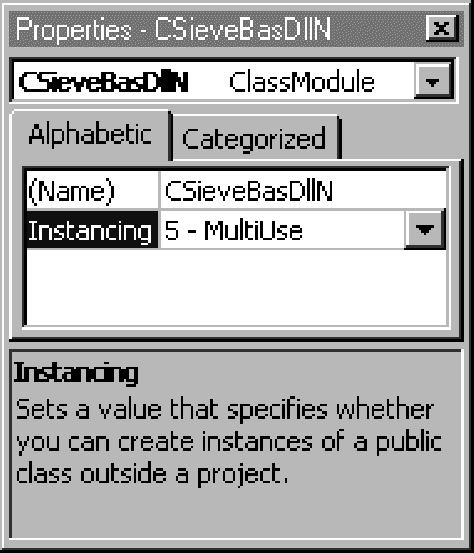 Properties - CSieveBasDllN
CSieveBasDllN ClassModule
Alphabetic Categorized
(Name) CSieveBasDllN
Instancing 5 - MultiUse
Instancing
Sets a value that specifies whether
you can create instances of a public
class outside a project.